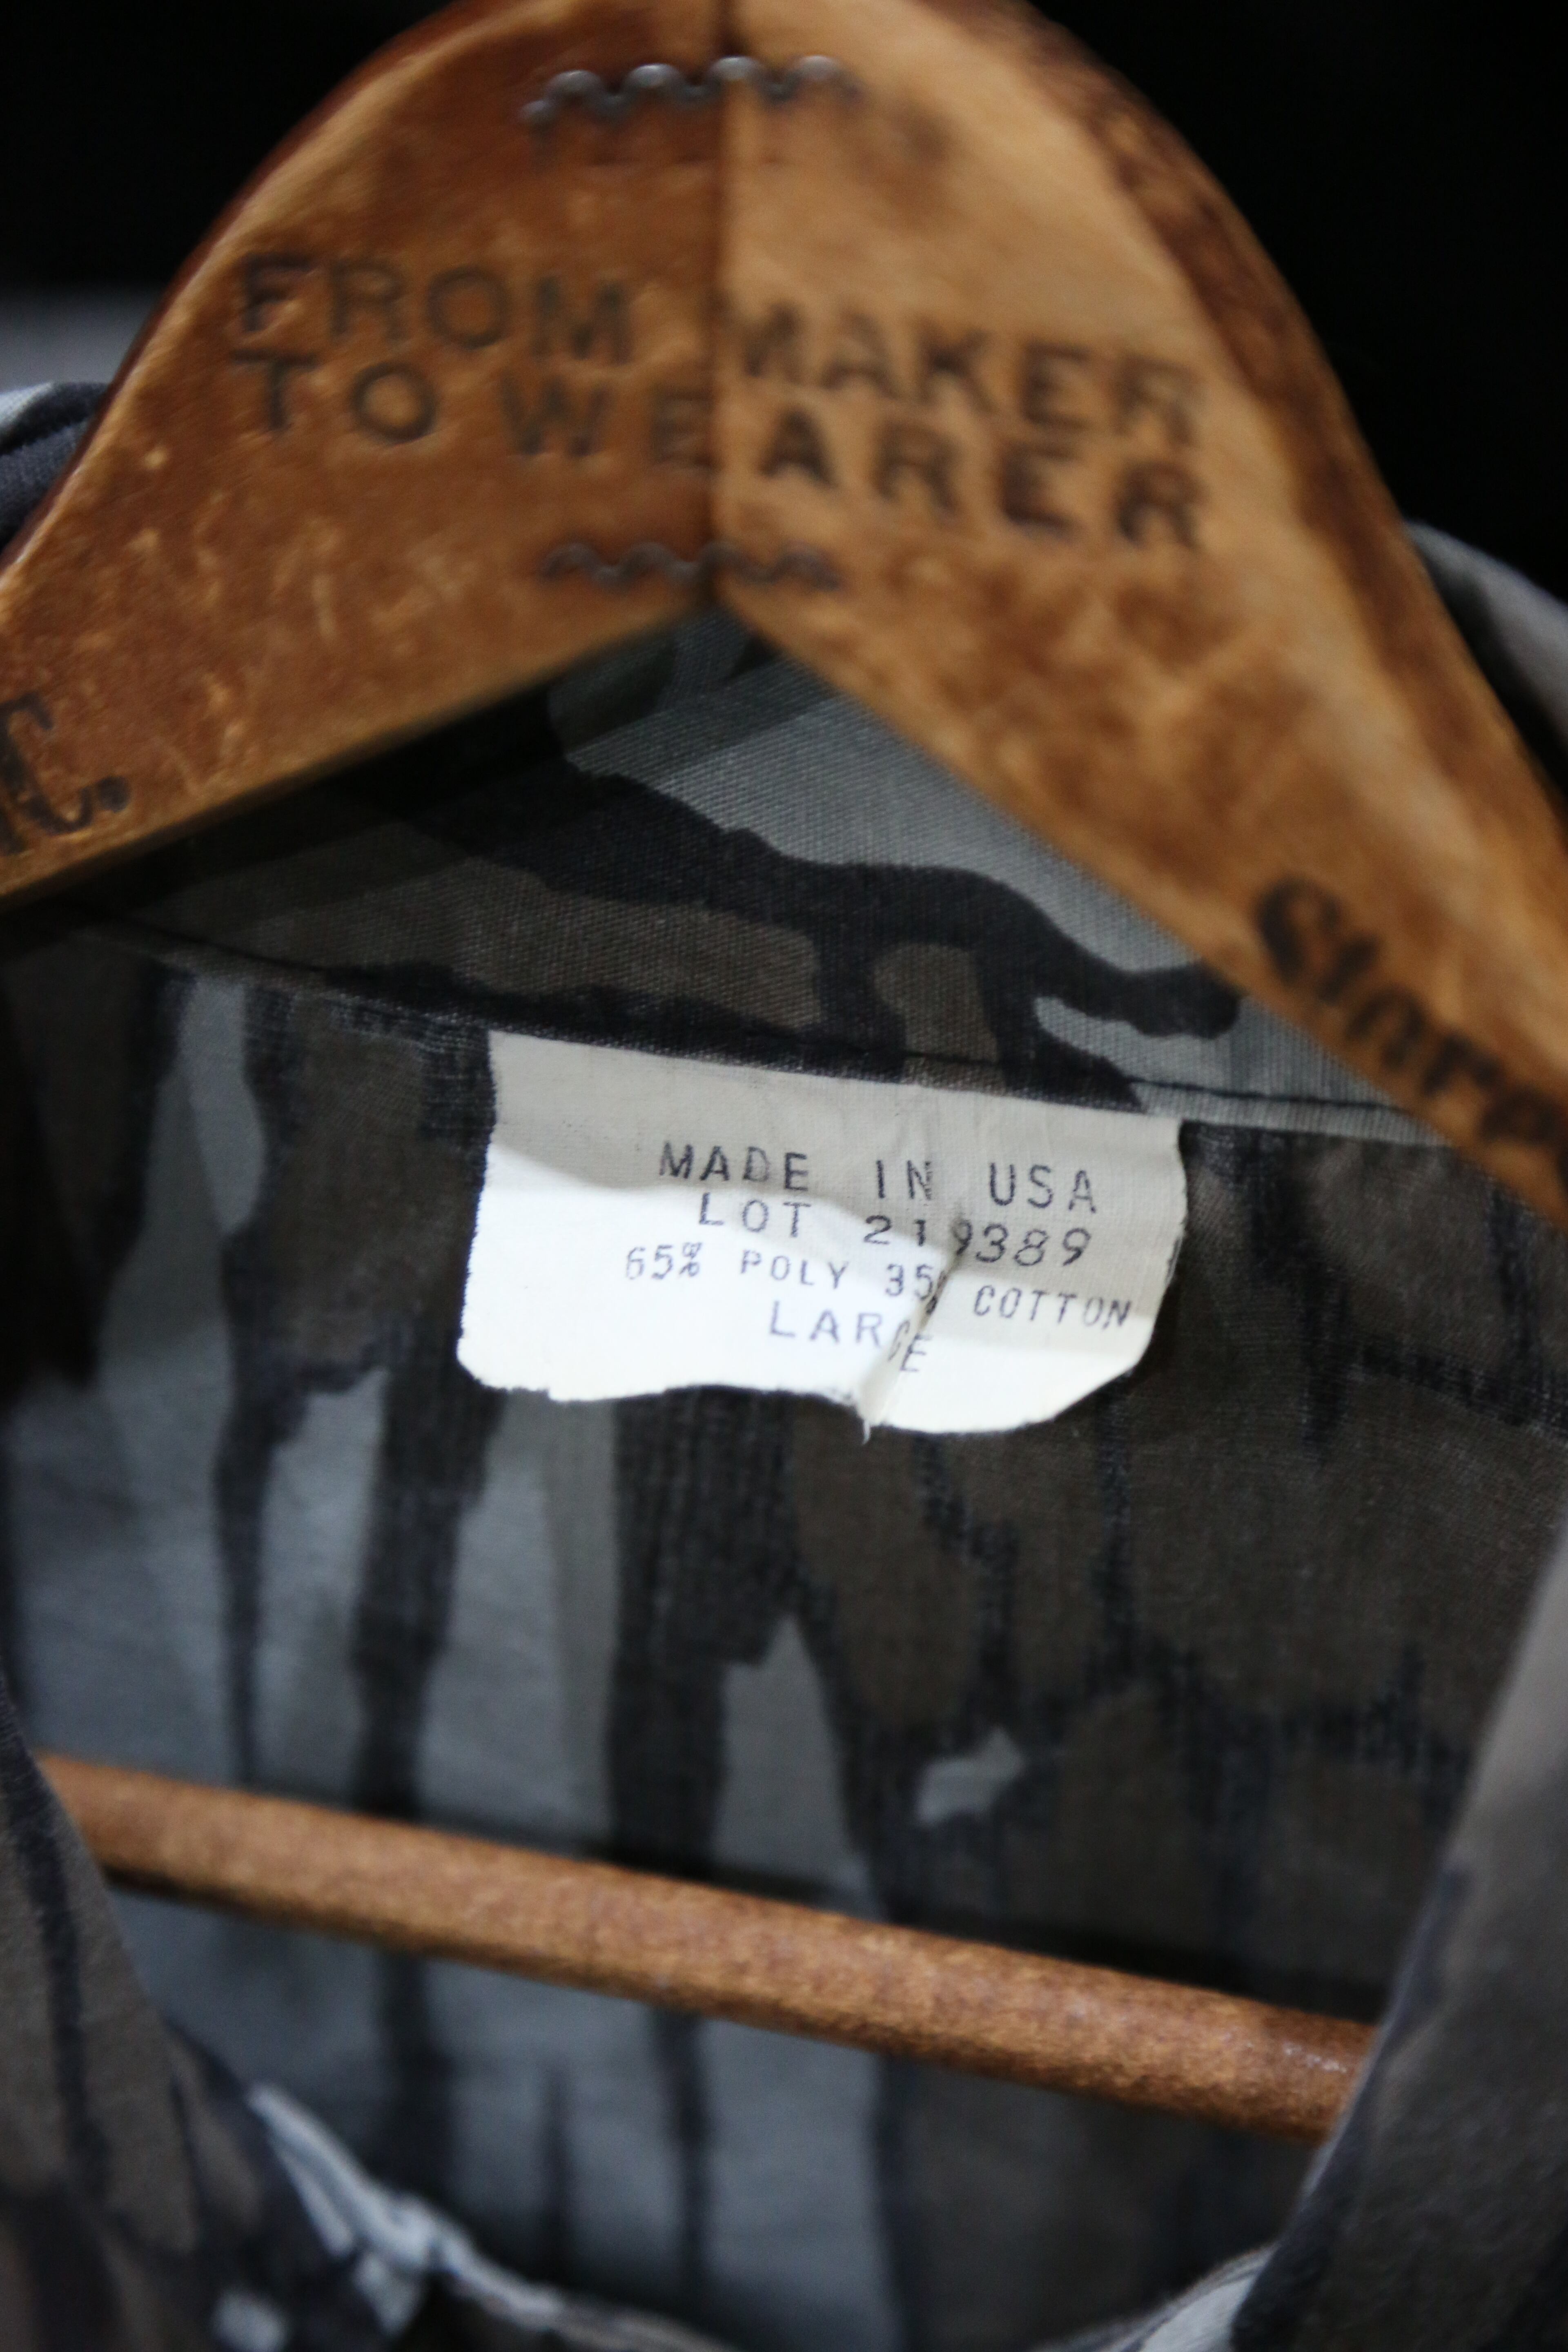 FROM MAKER
TO WEARER
MADE IN USA
LOT 219389
65% POLY 35% COTTON
LARGE